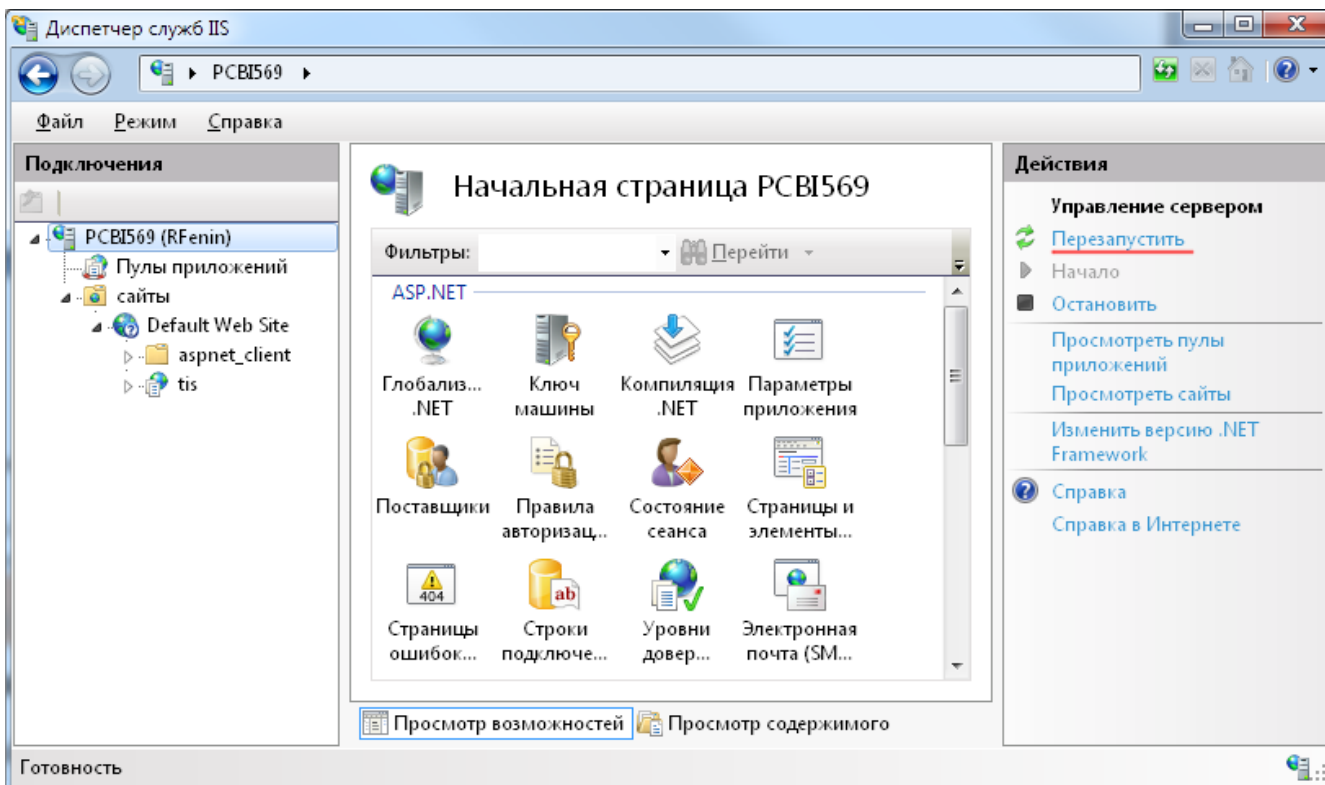 Диспетчер служб IIS
PCBI569
Файл Режим Справка
Подключения
PCBI569 (RFenin)
Пулы приложений
сайты
Default Web Site
aspnet_client
tis
Начальная страница PCBI569
Фильтры:
Перейти
ASP.NET
Глобализ...
.NET
Ключ
машины
Компиляция
.NET
Параметры
приложения
Поставщики
Правила
авторизац...
Состояние
сеанса
Страницы и
элементы...
404
ab
Страницы
ошибок...
Строки
подключе...
Уровни
довер...
Электронная
почта (SM...
Просмотр возможностей
Просмотр содержимого
Действия
Управление сервером
Перезапустить
Начало
Остановить
Просмотреть пулы
приложений
Просмотреть сайты
Изменить версию .NET
Framework
Справка
Справка в Интернете
Готовность